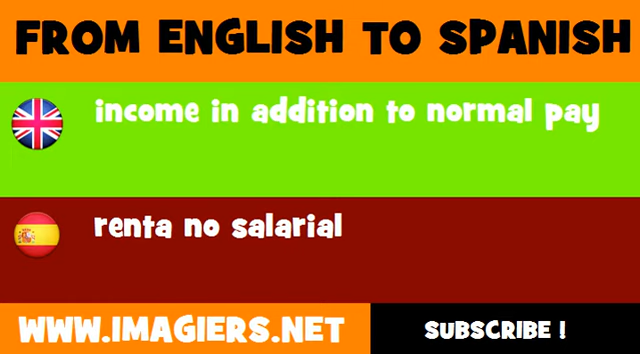 FROM ENGLISH TO SPANISH
income in addition to normal pay
renta no salarial
WWW.IMAGIERS.NET
SUBSCRIBE !